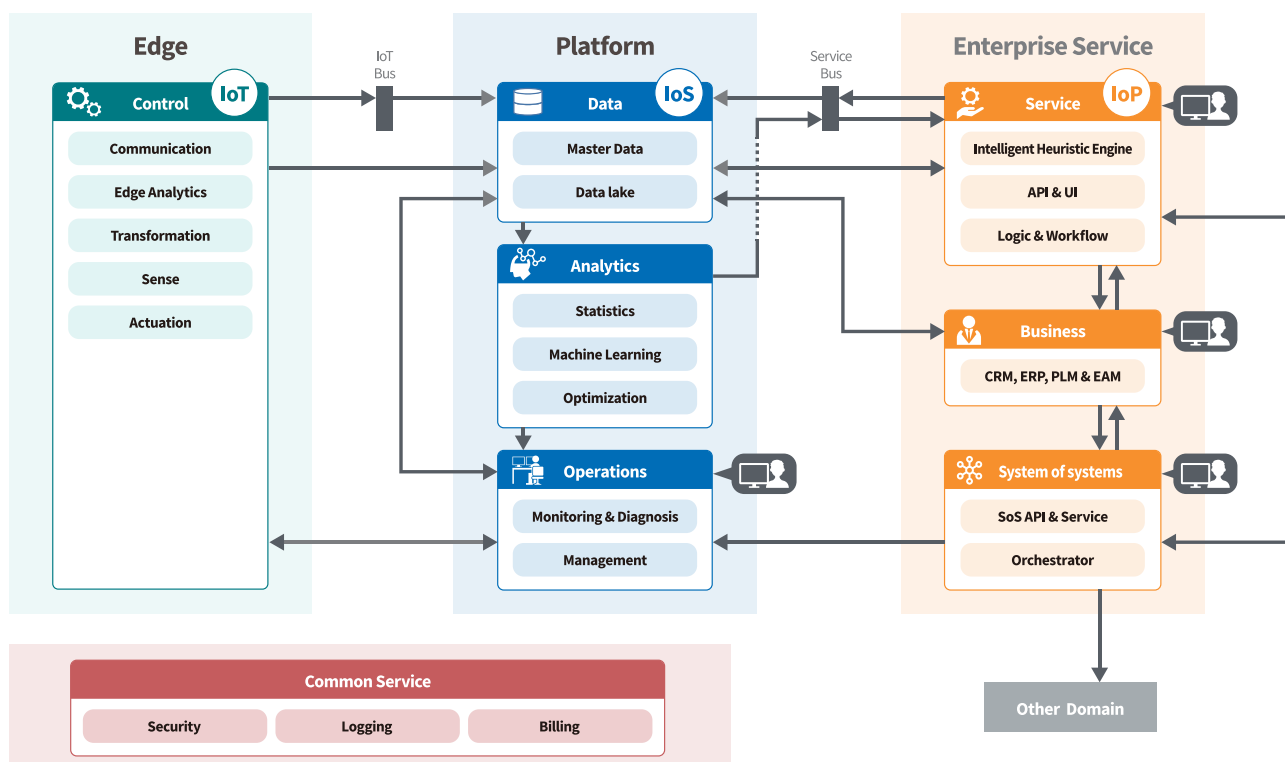 Edge
Platform
Enterprise Service
IoT
Bus
Service
Bus
Control
IoT
Communication
Edge Analytics
Transformation
Sense
Actuation
Data
IoS
Master Data
Data lake
Analytics
Statistics
Machine Learning
Optimization
Operations
Monitoring & Diagnosis
Management
Service
IoP
Intelligent Heuristic Engine
API & UI
Logic & Workflow
Business
CRM, ERP, PLM & EAM
System of systems
SoS API & Service
Orchestrator
Other Domain
Common Service
Security
Logging
Billing